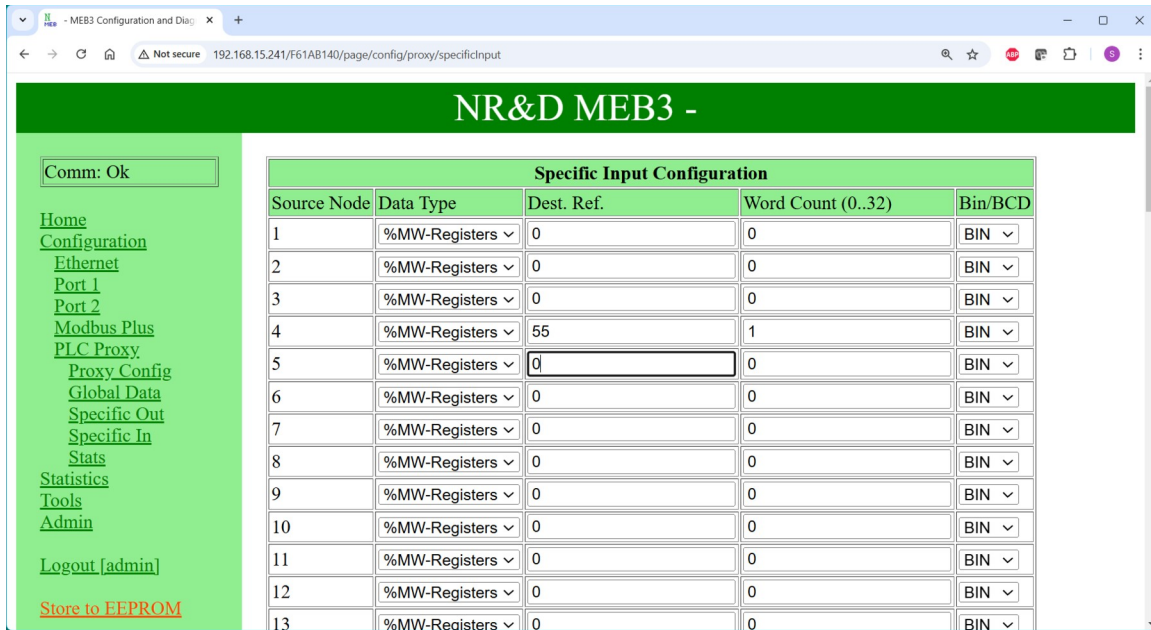 N MEB - MEB3 Configuration and Diag
Not secure 192.168.15.241/F61AB140/page/config/proxy/specificInput
ABP
S
NR&D MEB3 -
Comm: Ok
Home
Configuration
Ethernet
Port 1
Port 2
Modbus Plus
PLC Proxy
Proxy Config
Global Data
Specific Out
Specific In
Stats
Statistics
Tools
Admin
Logout [admin]
Store to EEPROM
Specific Input Configuration
Source Node Data Type Dest. Ref. Word Count (0..32) Bin/BCD
1 %MW-Registers 0 0 BIN
2 %MW-Registers 0 0 BIN
3 %MW-Registers 0 0 BIN
4 %MW-Registers 55 1 BIN
5 %MW-Registers 0 0 BIN
6 %MW-Registers 0 0 BIN
7 %MW-Registers 0 0 BIN
8 %MW-Registers 0 0 BIN
9 %MW-Registers 0 0 BIN
10 %MW-Registers 0 0 BIN
11 %MW-Registers 0 0 BIN
12 %MW-Registers 0 0 BIN
13 %MW-Registers 0 0 BIN